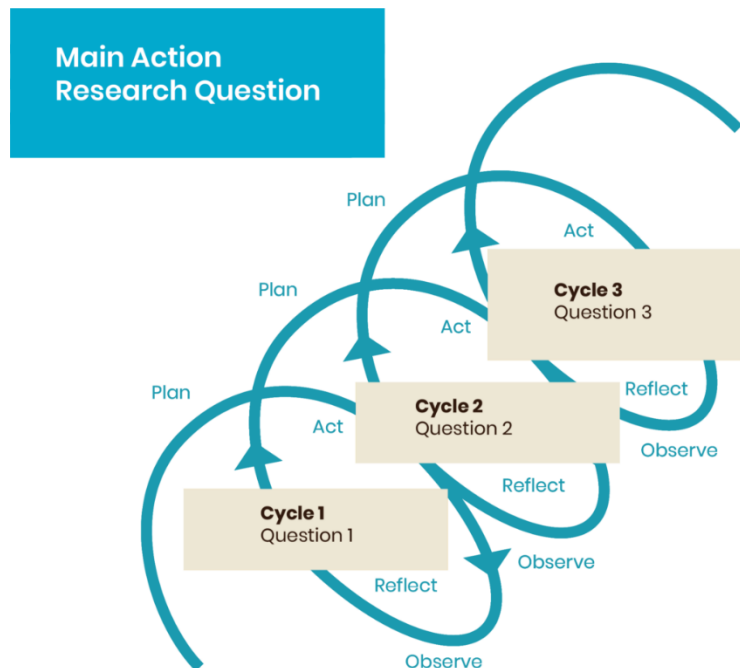 Main Action
Research Question
Plan
Act
Plan
Cycle 3
Question 3
Act
Plan
Reflect
Cycle 2
Question 2
Act
Observe
Reflect
Cycle 1
Question 1
Observe
Reflect
Observe